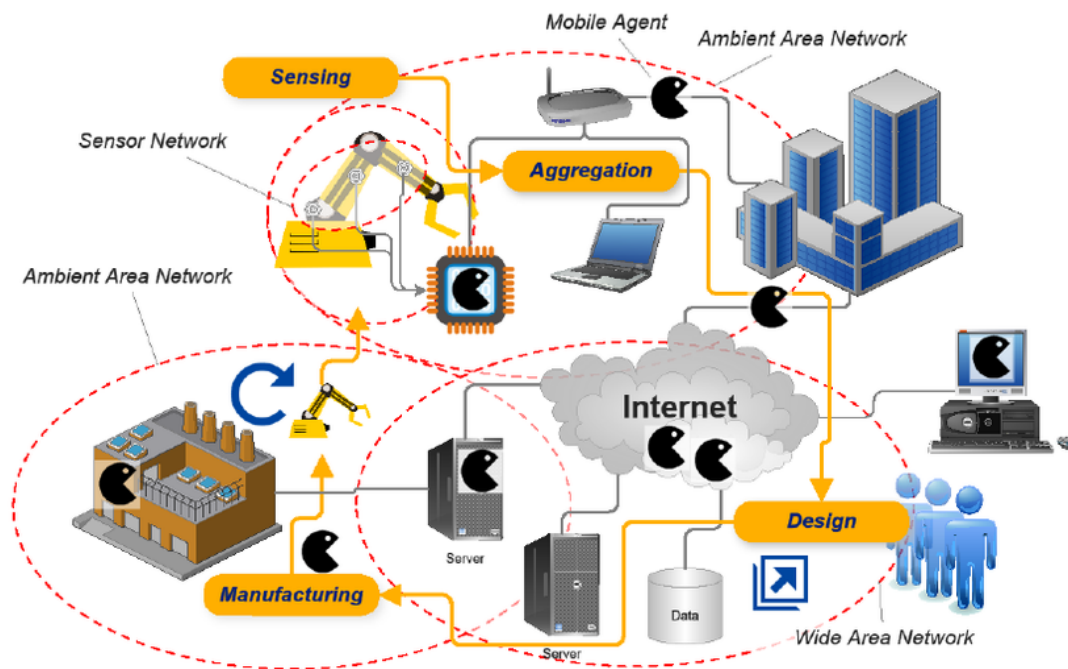 Mobile Agent
Ambient Area Network
Sensing
Sensor Network
Aggregation
Ambient Area Network
Internet
Design
Server
Manufacturing
Data
Server
Wide Area Network